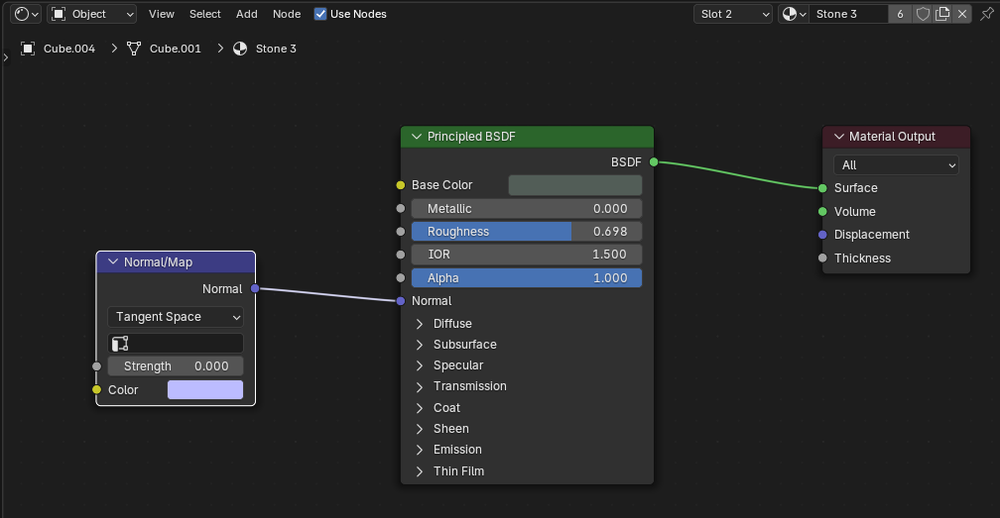 Object View Select Add Node Use Nodes Slot 2 Stone 3 6
Cube.004 Cube.001 Stone 3
Principled BSDF
BSDF
Base Color
Metallic 0.000
Roughness 0.698
IOR 1.500
Alpha 1.000
Normal
Diffuse
Subsurface
Specular
Transmission
Coat
Sheen
Emission
Thin Film
Material Output
All
Surface
Volume
Displacement
Thickness
Normal/Map
Normal
Tangent Space
Strength 0.000
Color